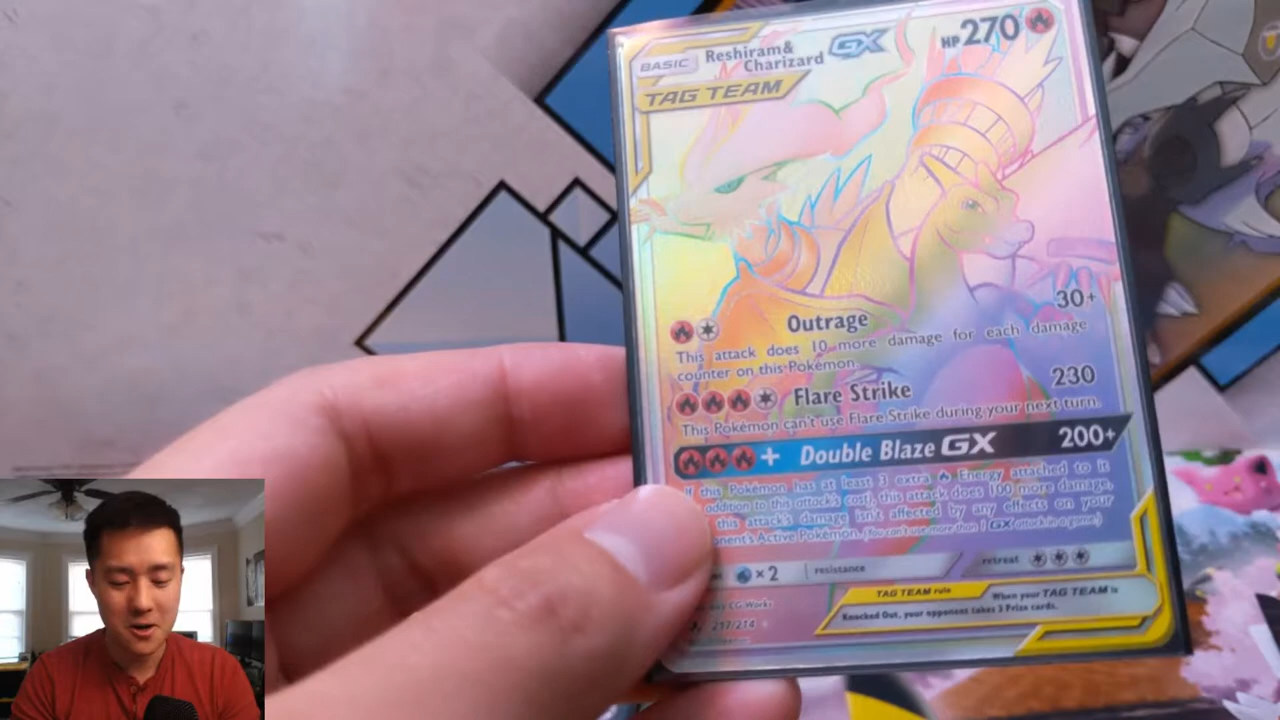 BASIC Reshiram& Charizard GX HP270
TAG TEAM
Outrage 30+
This attack does 10 more damage for each damage
counter on this Pokémon.
Flare Strike 230
This Pokémon can't use Flare Strike during your next turn.
+ Double Blaze GX 200+
If this Pokémon has at least 3 extra Energy attached to it
addition to this attack's cost), this attack does 100 more damage,
this attack's damage isn't affected by any effects on your
onent's Active Pokémon. (You can't use more than 1 GX attack in a game.)
×2 resistance retreat
TAG TEAM rule When your TAG TEAM is
Knocked Out, your opponent takes 3 Prize cards.
CG Works
217/214